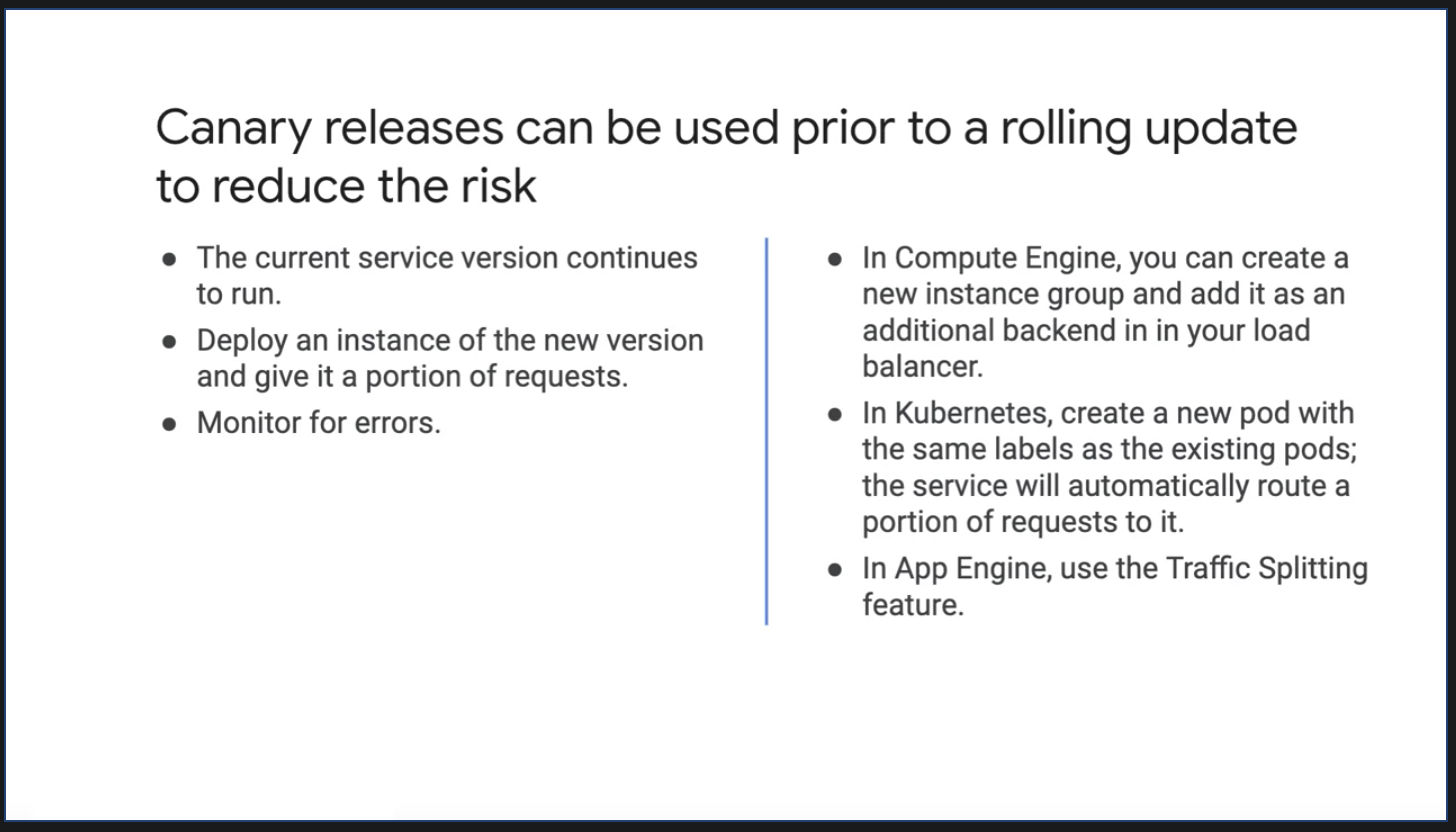 Canary releases can be used prior to a rolling update
to reduce the risk
● The current service version continues
to run.
● Deploy an instance of the new version
and give it a portion of requests.
● Monitor for errors.
● In Compute Engine, you can create a
new instance group and add it as an
additional backend in in your load
balancer.
● In Kubernetes, create a new pod with
the same labels as the existing pods;
the service will automatically route a
portion of requests to it.
● In App Engine, use the Traffic Splitting
feature.